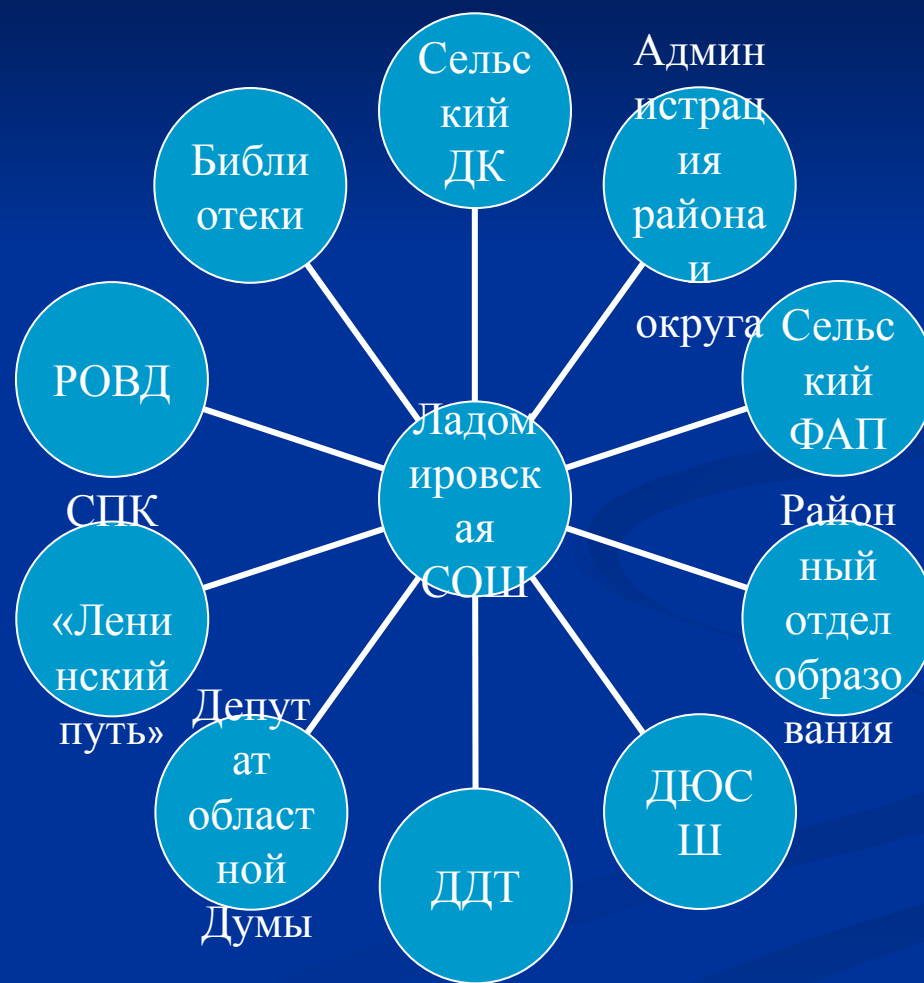 Сельс
кий
ДК
Админ
истрац
ия
района
и
округа
Библи
отеки
Сельс
кий
ФАП
РОВД
Ладом
ировск
ая
СОШ
СПК
«Лени
нский
путь»
Район
ный
отдел
образо
вания
Депут
ат
област
ной
Думы
ДЮС
Ш
ДДТ